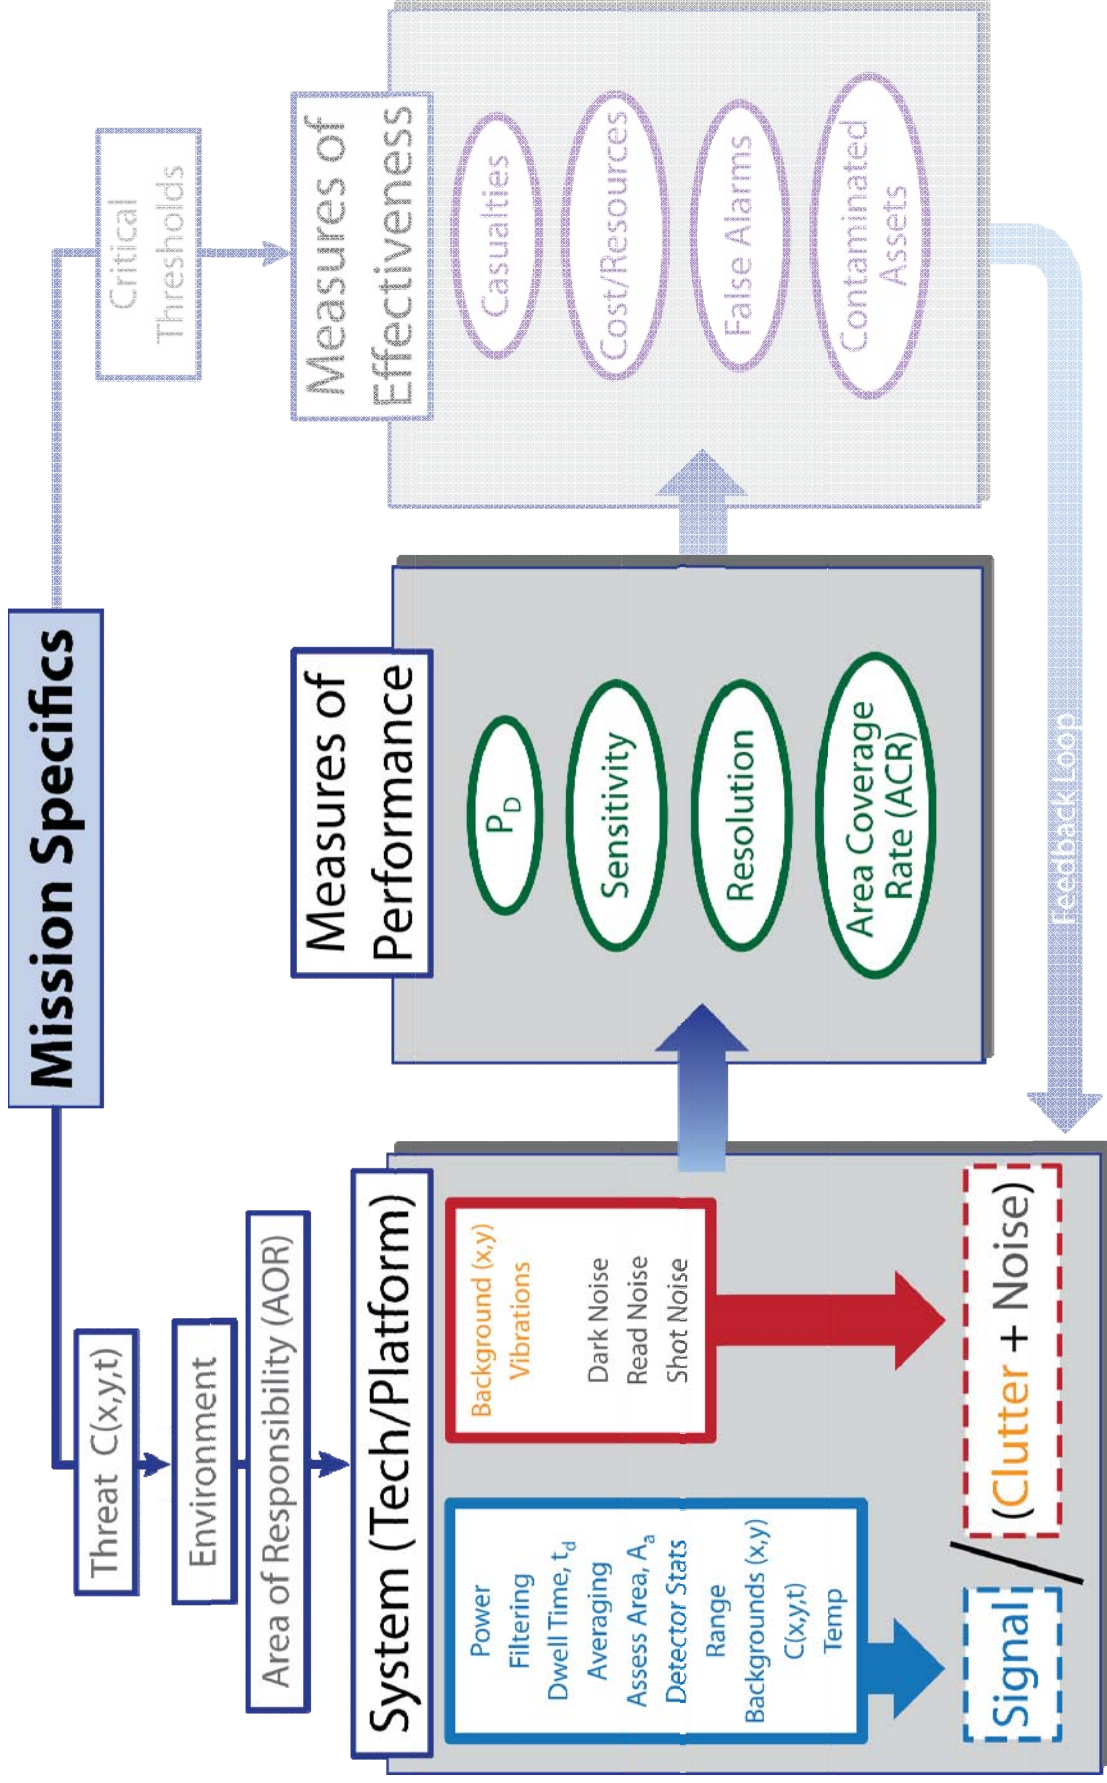 Mission Specifics
Threat C(x,y,t)
Environment
Area of Responsibility (AOR)
System (Tech/Platform)
Power
Filtering
Dwell Time, t_d
Averaging
Assess Area, A_a
Detector Stats
Range
Backgrounds (x,y)
C(x,y,t)
Temp
Background (x,y)
Vibrations
Dark Noise
Read Noise
Shot Noise
Signal / (Clutter + Noise)
Measures of
Performance
P_D
Sensitivity
Resolution
Area Coverage
Rate (ACR)
Critical
Thresholds
Measures of
Effectiveness
Casualties
Cost/Resources
False Alarms
Contaminated
Assets
Feedback Loop